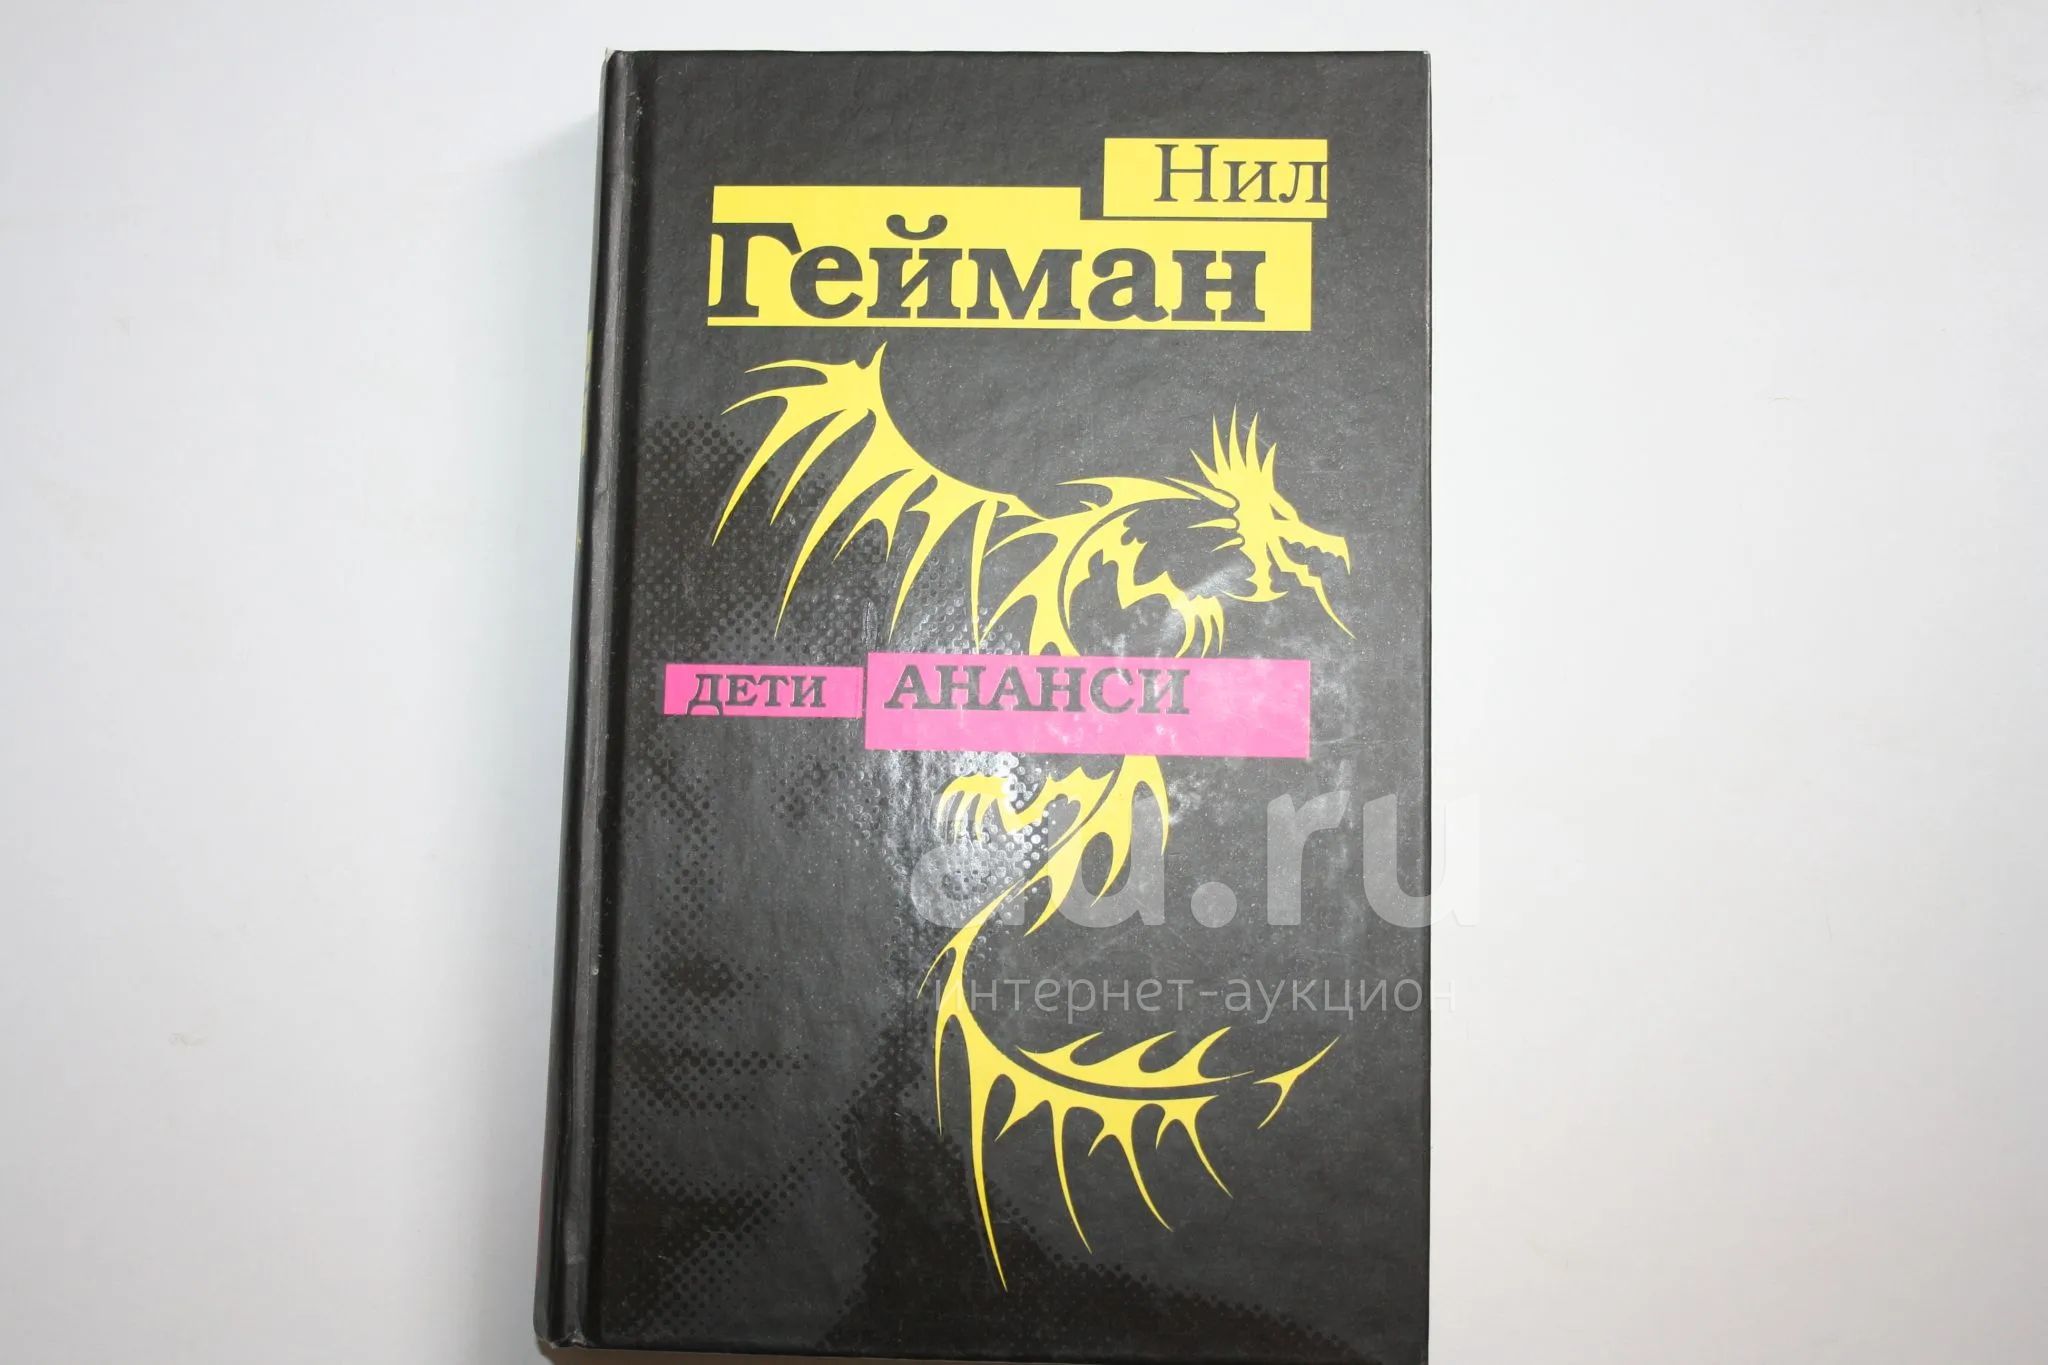 Нил
Гейман
ДЕТИ АНАНСИ
au.ru
интернет-аукцион